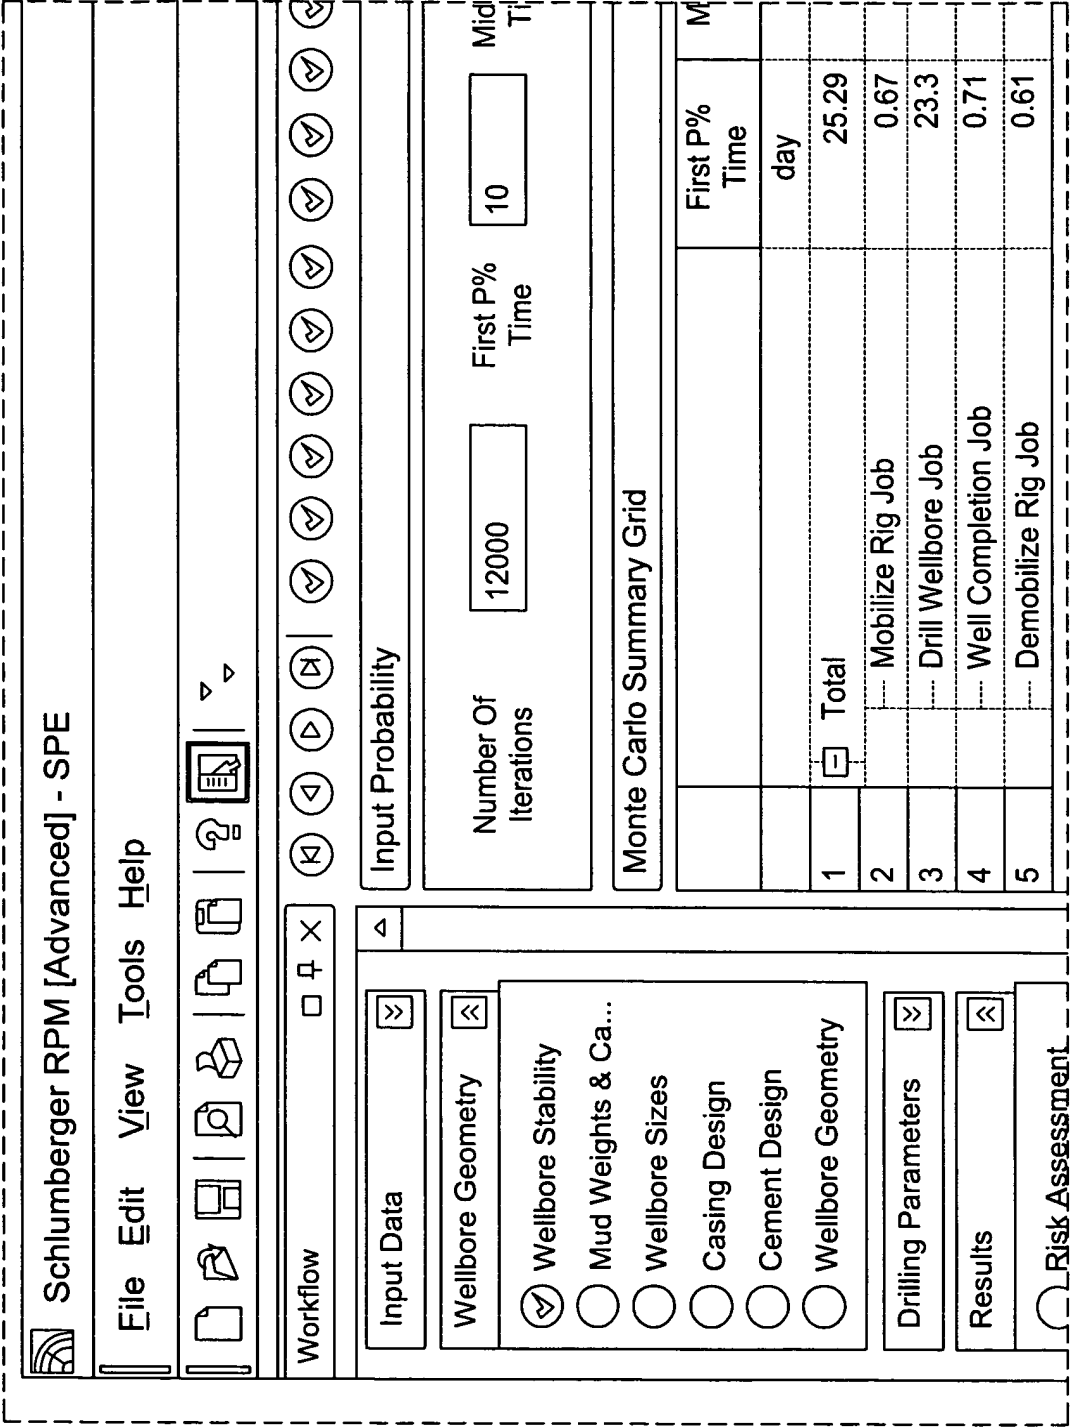 Schlumberger RPM [Advanced] - SPE
File Edit View Tools Help
Workflow
Input Data
Wellbore Geometry
Wellbore Stability
Mud Weights & Ca...
Wellbore Sizes
Casing Design
Cement Design
Wellbore Geometry
Drilling Parameters
Results
Risk Assessment
Input Probability
Number Of
Iterations
12000
First P%
Time
10
Mid
Ti
Monte Carlo Summary Grid
First P%
Time
M
day
1 Total 25.29
2 Mobilize Rig Job 0.67
3 Drill Wellbore Job 23.3
4 Well Completion Job 0.71
5 Demobilize Rig Job 0.61